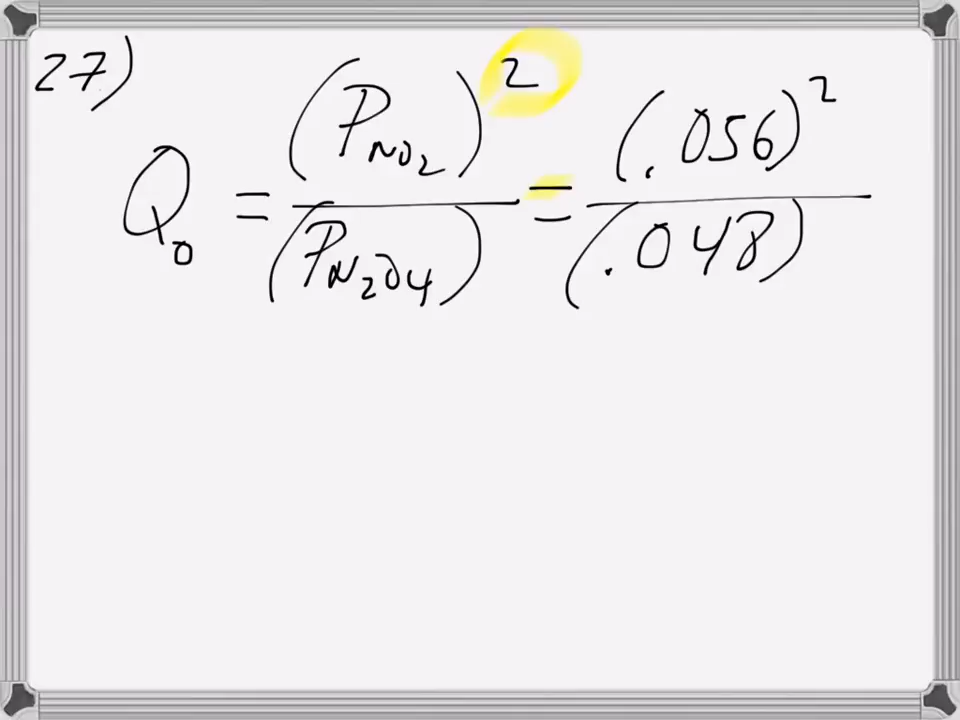 27)
Q₀ = (P_NO₂)² / (P_N₂O₄) = (.056)² / (.048)